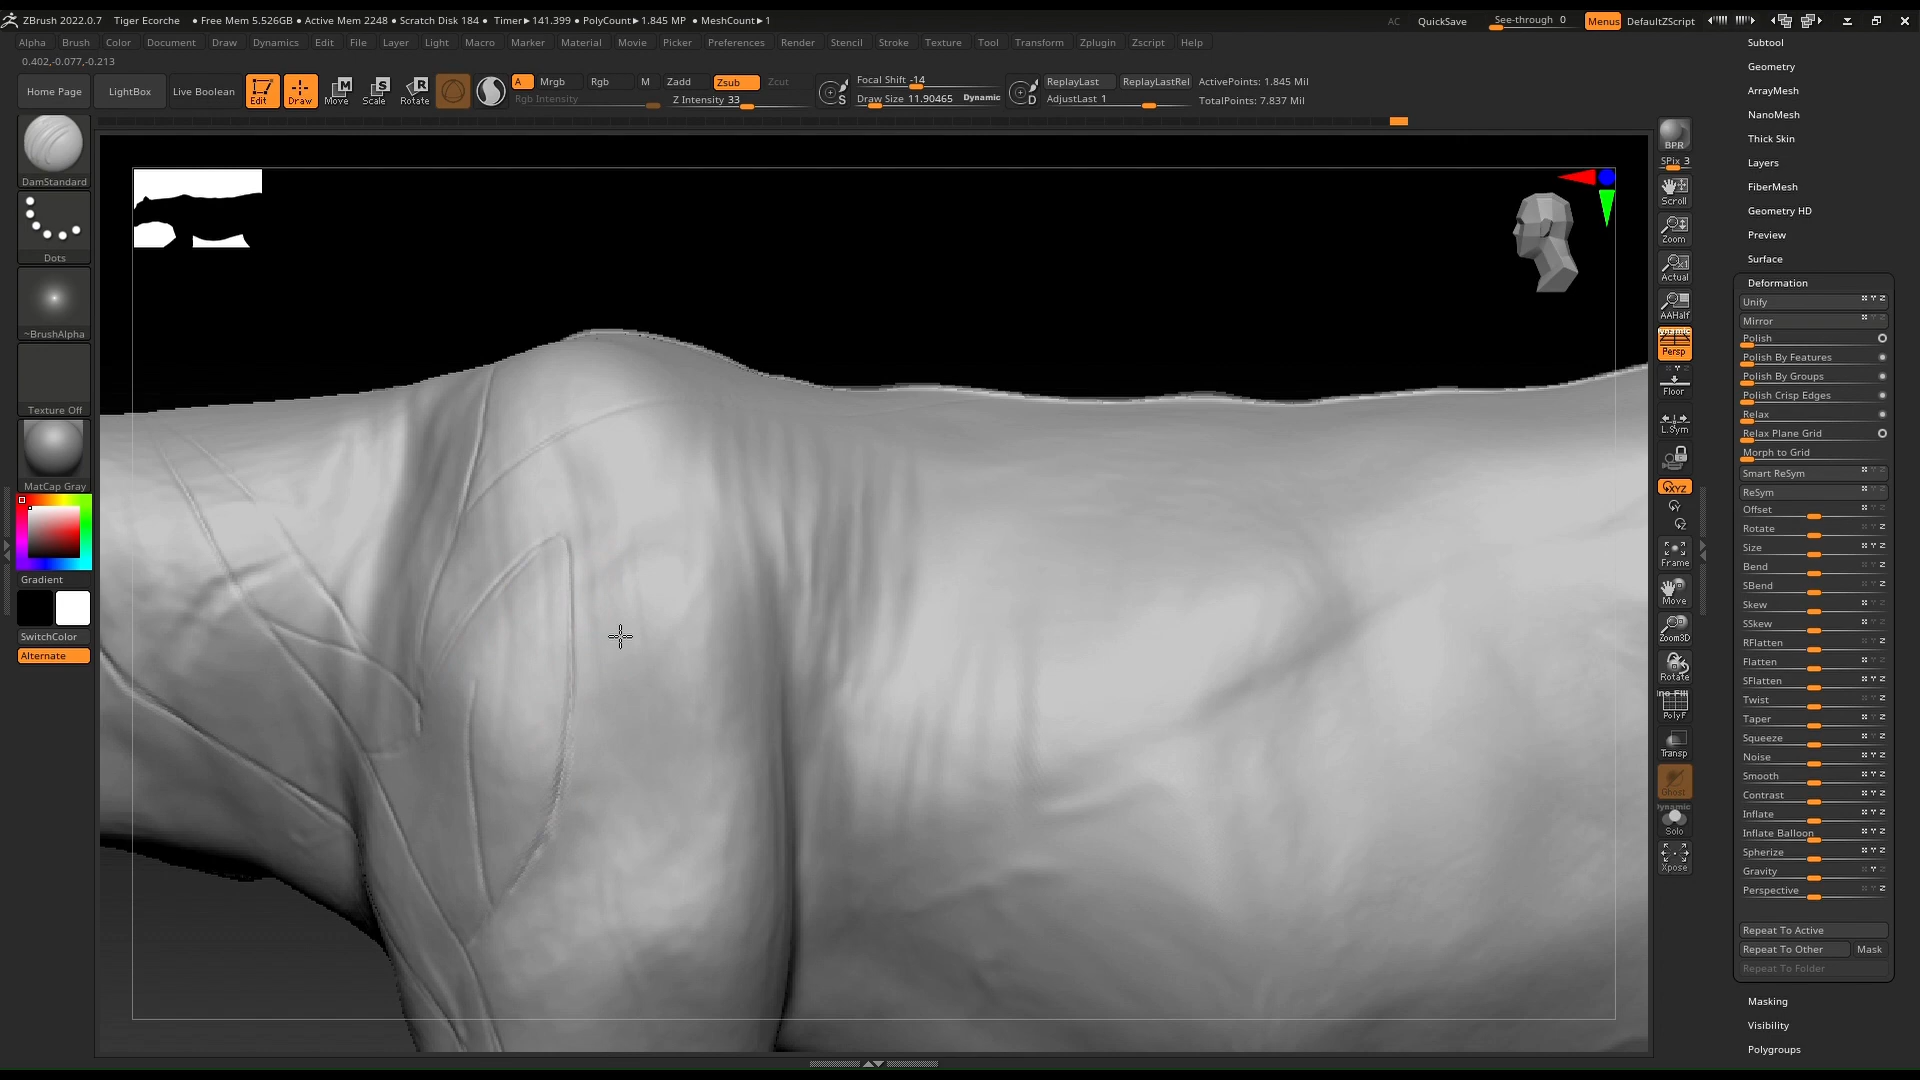 ZBrush 2022.0.7 Tiger Ecorche • Free Mem 5.526GB • Active Mem 2248 • Scratch Disk 184 • Timer▶141.399 • PolyCount▶1.845 MP • MeshCount▶1 AC QuickSave See-through 0 Menus DefaultZScript
Alpha Brush Color Document Draw Dynamics Edit File Layer Light Macro Marker Material Movie Picker Preferences Render Stencil Stroke Texture Tool Transform Zplugin Zscript Help
0.402,-0.077,-0.213
Home Page LightBox Live Boolean Edit Draw Move Scale Rotate
A Mrgb Rgb M Zadd Zsub Zcut
Rgb Intensity Z Intensity 33
S Focal Shift -14
Draw Size 11.90465 Dynamic
D ReplayLast ReplayLastRel ActivePoints: 1.845 Mil
AdjustLast 1 TotalPoints: 7.837 Mil
DamStandard
Dots
~BrushAlpha
Texture Off
MatCap Gray
Gradient
SwitchColor
Alternate
BPR
SPix 3
Scroll
Zoom
Actual
AAHalf
Persp
Floor
L.Sym
XYZ
Y
Z
Frame
Move
Zoom3D
Rotate
PolyF
Transp
Ghost
Dynamic
Solo
Xpose
Subtool
Geometry
ArrayMesh
NanoMesh
Thick Skin
Layers
FiberMesh
Geometry HD
Preview
Surface
Deformation
Unify
Mirror
Polish
Polish By Features
Polish By Groups
Polish Crisp Edges
Relax
Relax Plane Grid
Morph to Grid
Smart ReSym
ReSym
Offset
Rotate
Size
Bend
SBend
Skew
SSkew
RFlatten
Flatten
SFlatten
Twist
Taper
Squeeze
Noise
Smooth
Contrast
Inflate
Inflate Balloon
Spherize
Gravity
Perspective
Repeat To Active
Repeat To Other Mask
Repeat To Folder
Masking
Visibility
Polygroups